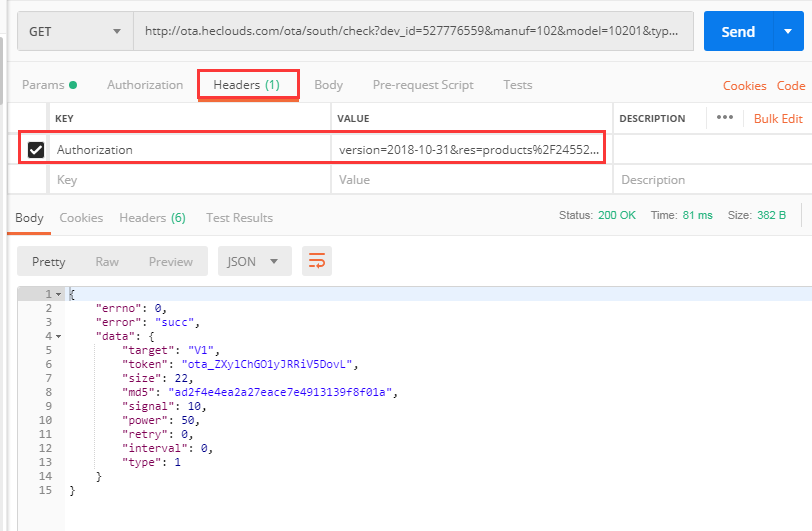 GET http://ota.heclouds.com/ota/south/check?dev_id=527776559&manuf=102&model=10201&typ... Send
Params Authorization Headers (1) Body Pre-request Script Tests Cookies Code
KEY VALUE DESCRIPTION ••• Bulk Edit
Authorization version=2018-10-31&res=products%2F24552...
Key Value Description
Body Cookies Headers (6) Test Results Status: 200 OK Time: 81 ms Size: 382 B
Pretty Raw Preview JSON
1 {
2 "errno": 0,
3 "error": "succ",
4 "data": {
5 "target": "V1",
6 "token": "ota_ZXylChGO1yJRRiV5DovL",
7 "size": 22,
8 "md5": "ad2f4e4ea2a27eace7e4913139f8f01a",
9 "signal": 10,
10 "power": 50,
11 "retry": 0,
12 "interval": 0,
13 "type": 1
14 }
15 }